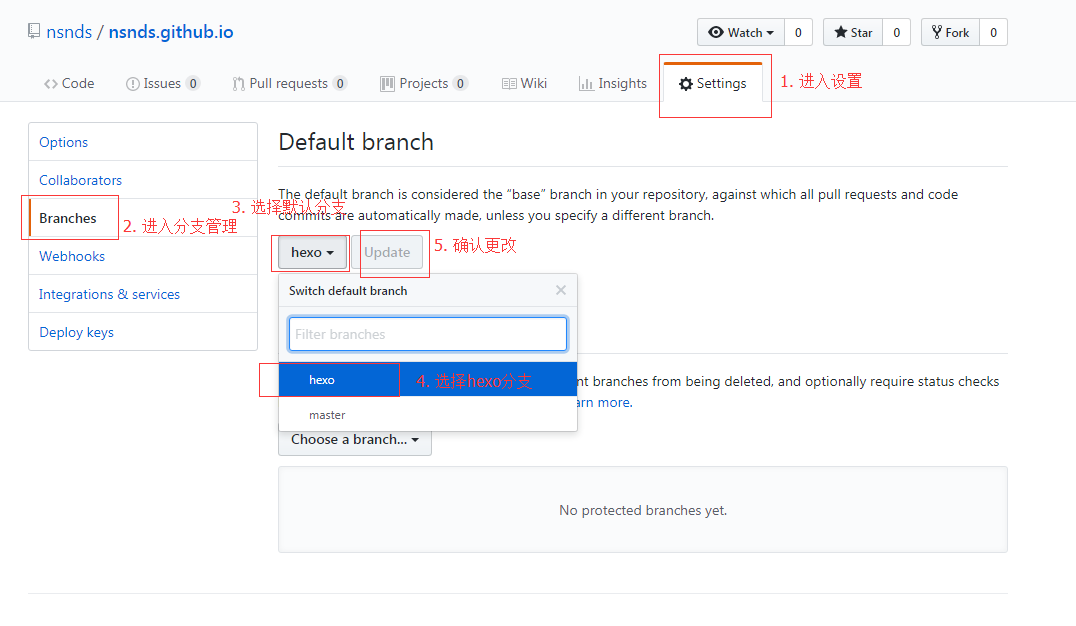 nsnds / nsnds.github.io
Watch 0 Star 0 Fork 0
Code Issues 0 Pull requests 0 Projects 0 Wiki Insights Settings 1. 进入设置
Options
Collaborators
Branches 2. 进入分支管理
Webhooks
Integrations & services
Deploy keys
Default branch
The default branch is considered the “base” branch in your repository, against which all pull requests and code
3. 选择默认分支
commits are automatically made, unless you specify a different branch.
hexo Update 5. 确认更改
Switch default branch
Filter branches
hexo 4. 选择hexo分支
master
branches from being deleted, and optionally require status checks
more.
Choose a branch...
No protected branches yet.